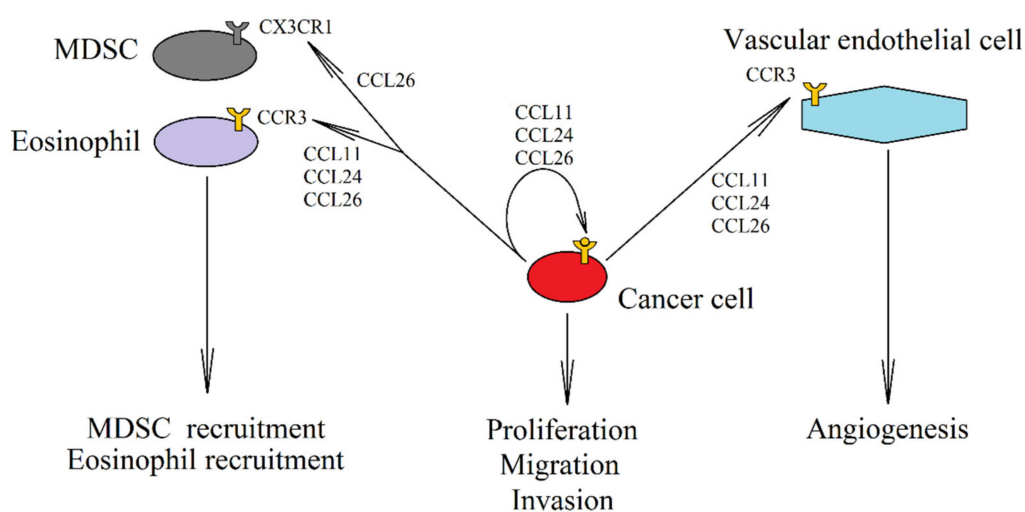 MDSC
CX3CR1
CCL26
Eosinophil
CCR3
CCL11
CCL24
CCL26
CCL11
CCL24
CCL26
Cancer cell
Vascular endothelial cell
CCR3
CCL11
CCL24
CCL26
MDSC recruitment
Eosinophil recruitment
Proliferation
Migration
Invasion
Angiogenesis